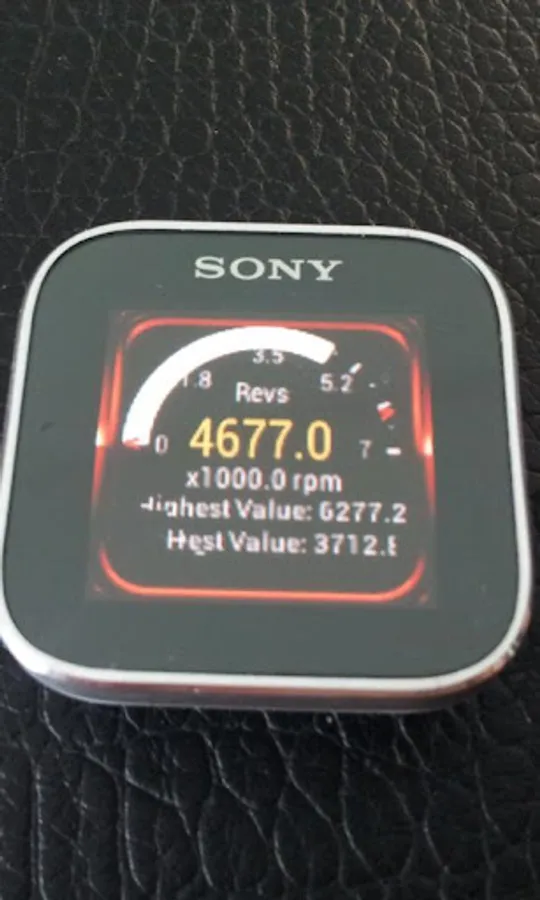 SONY
3.5
1.8
5.2
Revs
0
4677.0
7
x1000.0 rpm
Highest Value: 6277.2
Value: 3712.